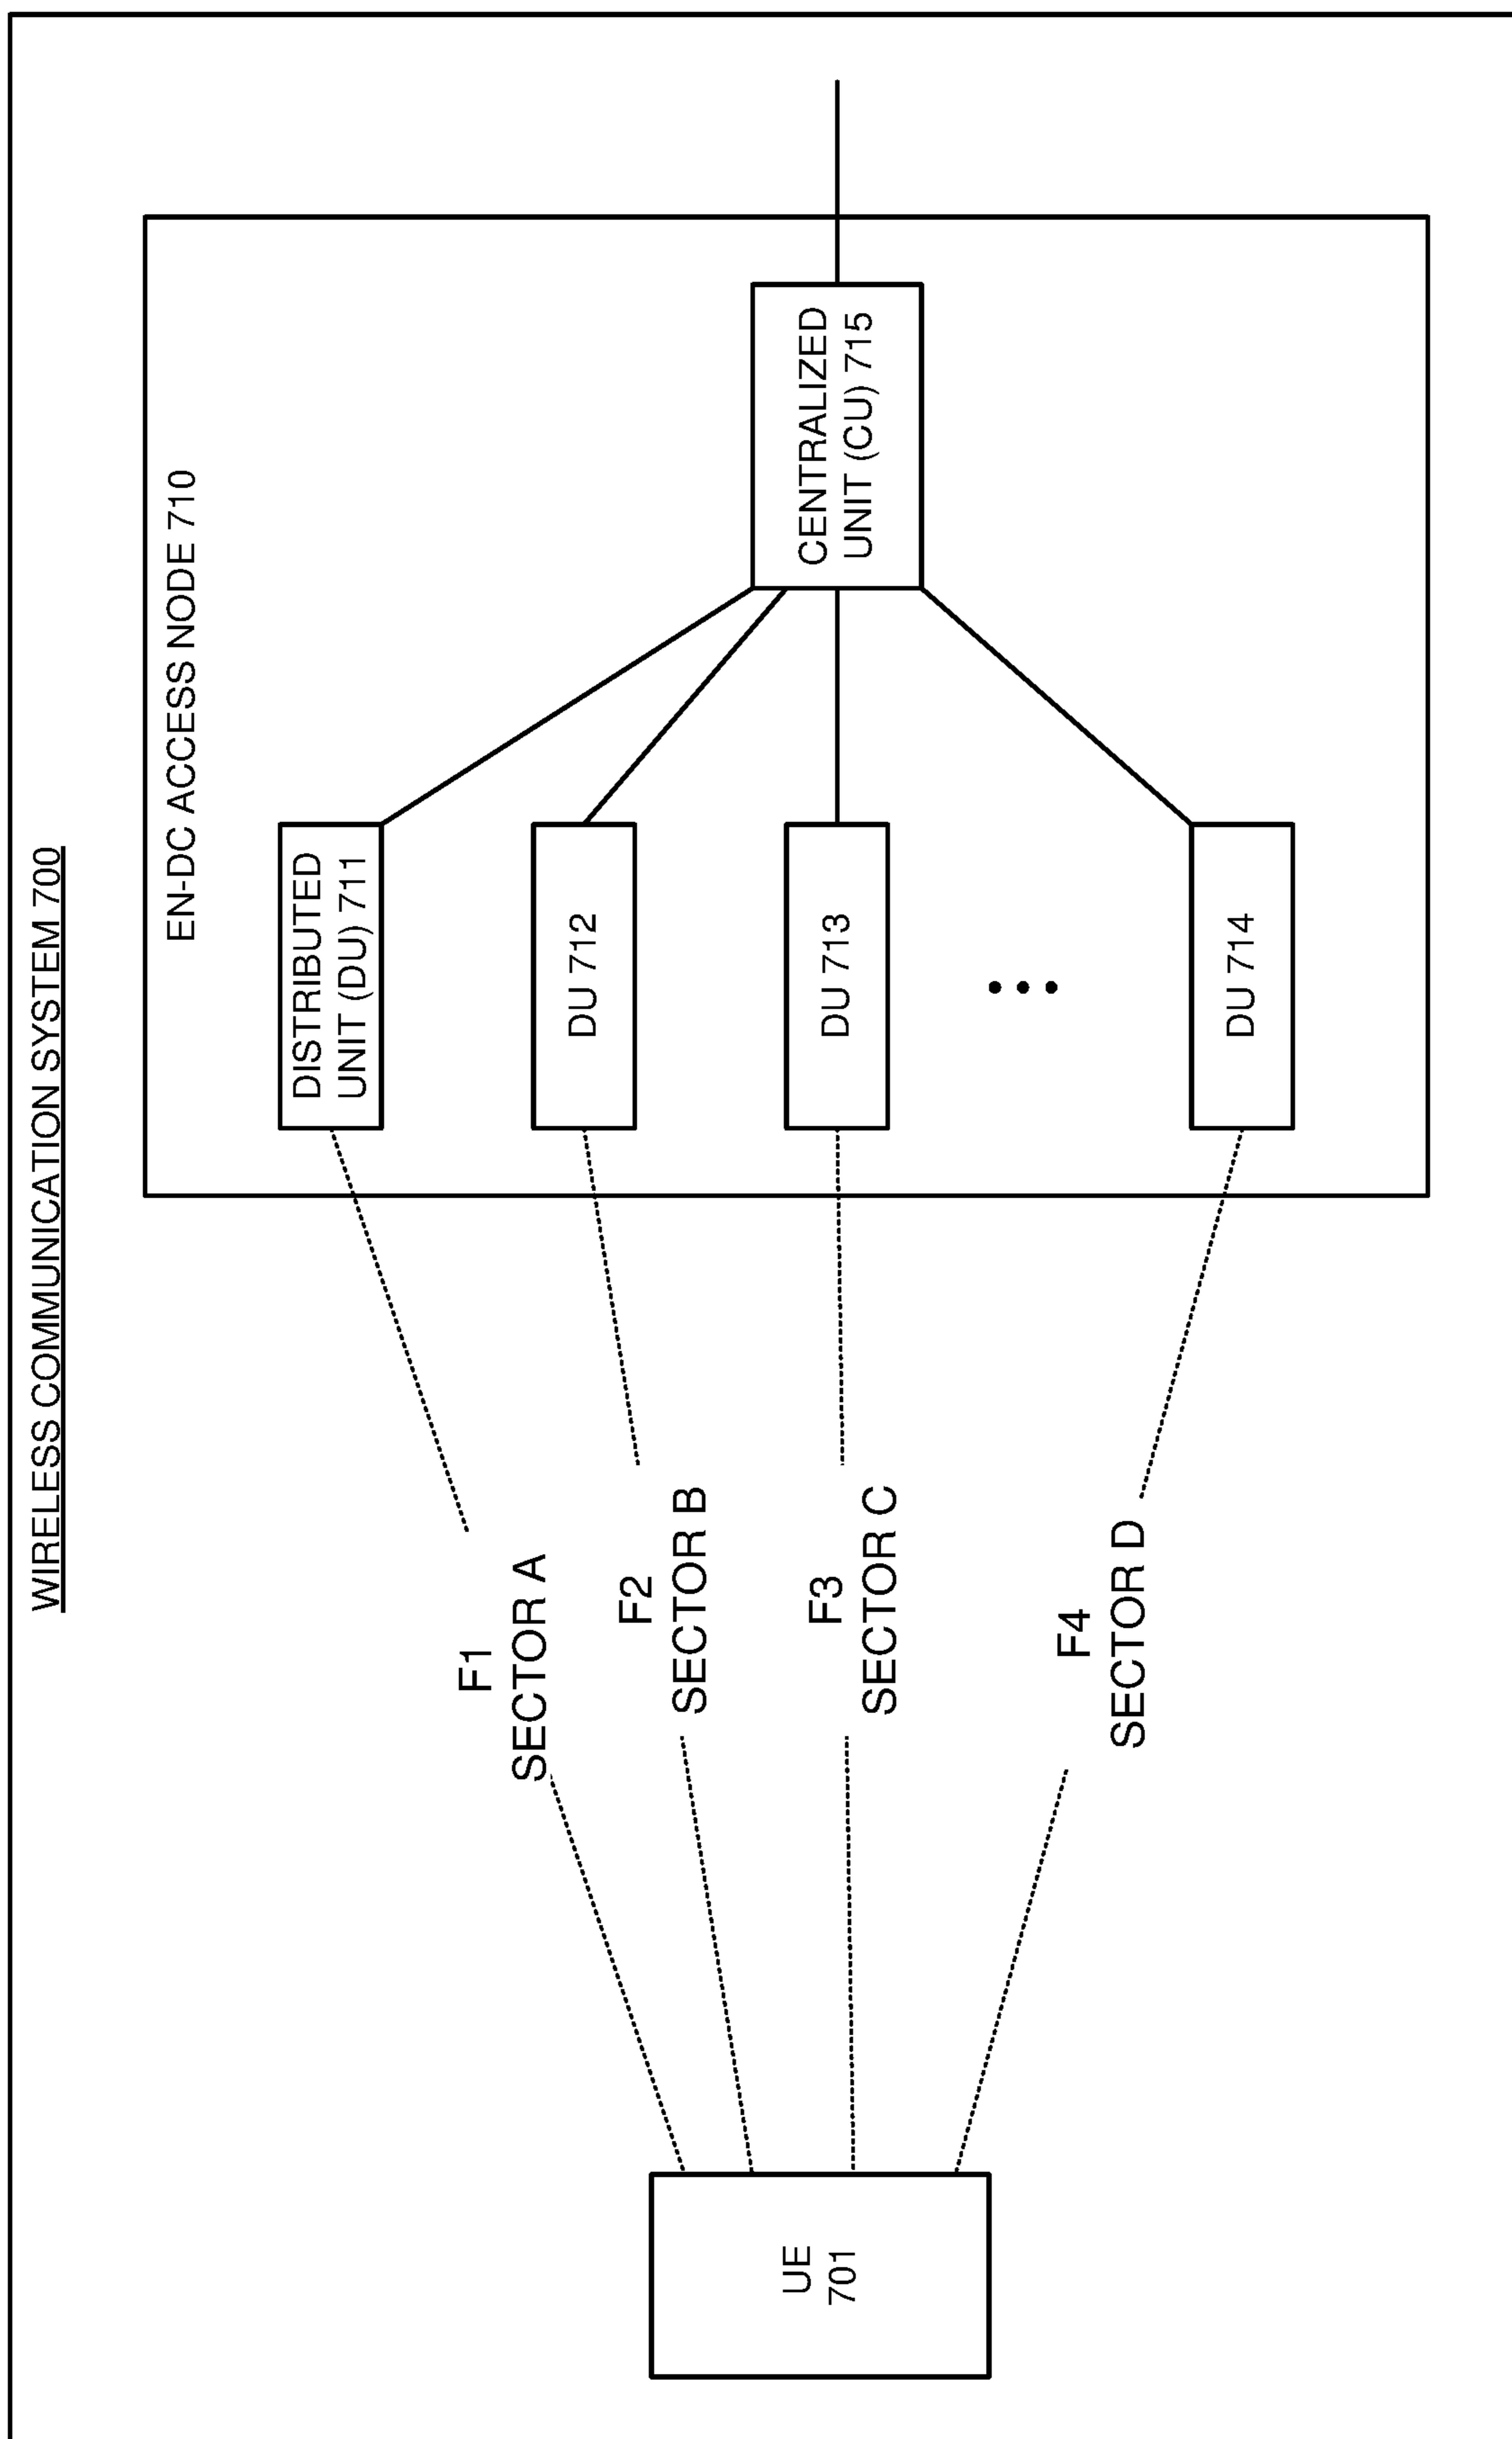 WIRELESS COMMUNICATION SYSTEM 700
EN-DC ACCESS NODE 710
DISTRIBUTED
UNIT (DU) 711
F1
SECTOR A
DU 712
F2
SECTOR B
UE
701
F3
SECTOR C
DU 713
CENTRALIZED
UNIT (CU) 715
F4
SECTOR D
DU 714